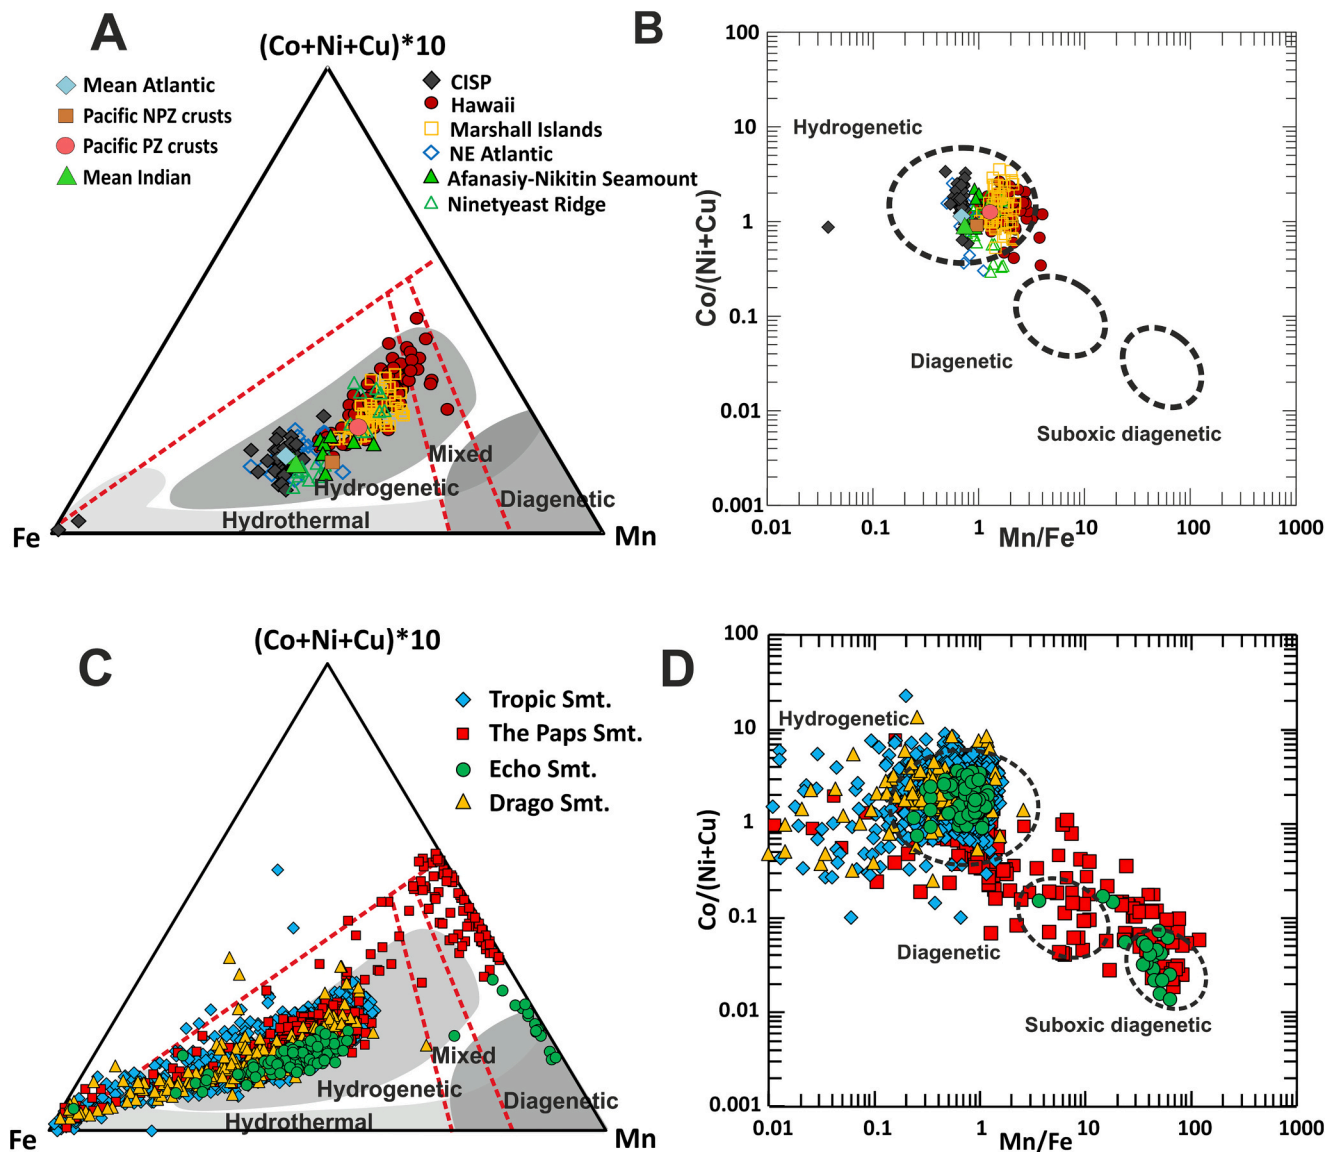 A
(Co+Ni+Cu)*10
Mean Atlantic
Pacific NPZ crusts
Pacific PZ crusts
Mean Indian
CISP
Hawaii
Marshall Islands
NE Atlantic
Afanasiy-Nikitin Seamount
Ninetyeast Ridge
Mixed
Hydrogenetic
Diagenetic
Hydrothermal
Fe
Mn
B
100
10
1
0.1
0.01
0.001
Co/(Ni+Cu)
Hydrogenetic
Diagenetic
Suboxic diagenetic
0.01
0.1
1
10
100
1000
Mn/Fe
C
(Co+Ni+Cu)*10
Tropic Smt.
The Paps Smt.
Echo Smt.
Drago Smt.
Mixed
Hydrogenetic
Diagenetic
Hydrothermal
Fe
Mn
D
100
10
1
0.1
0.01
0.001
Co/(Ni+Cu)
Hydrogenetic
Diagenetic
Suboxic diagenetic
0.01
0.1
1
10
100
1000
Mn/Fe